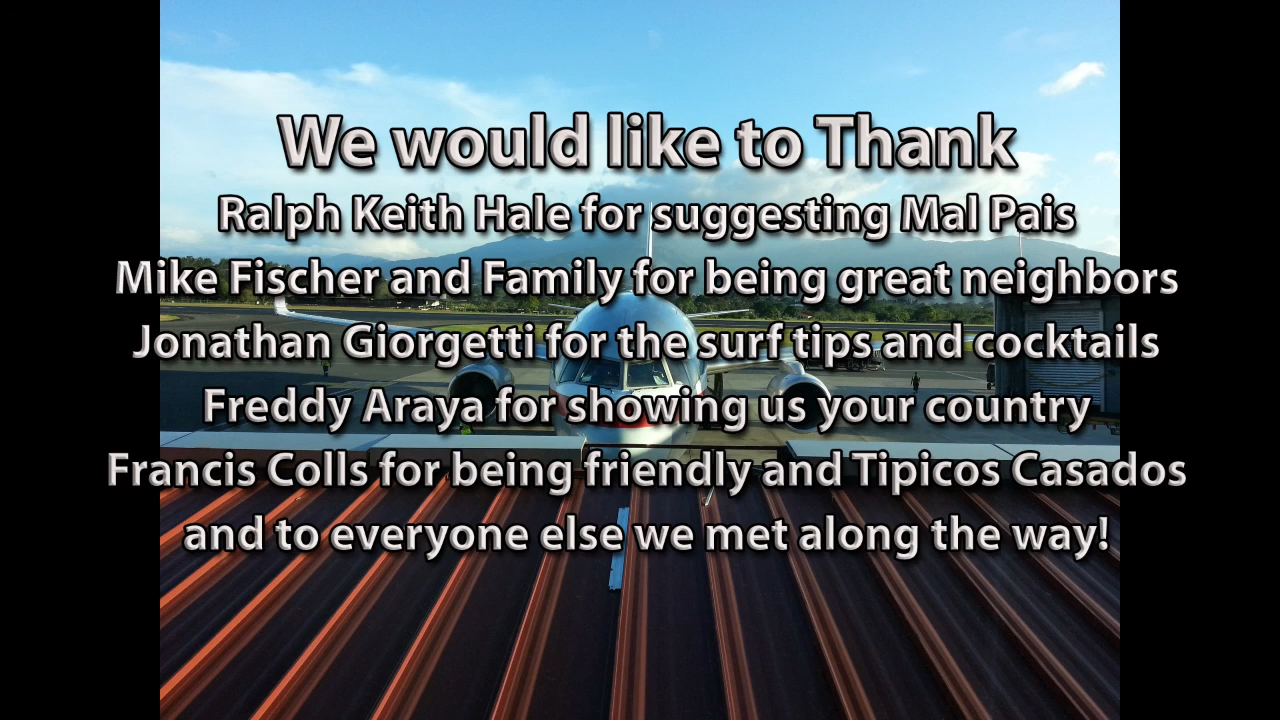 We would like to Thank
Ralph Keith Hale for suggesting Mal Pais
Mike Fischer and Family for being great neighbors
Jonathan Giorgetti for the surf tips and cocktails
Freddy Araya for showing us your country
Francis Colls for being friendly and Tipicos Casados
and to everyone else we met along the way!